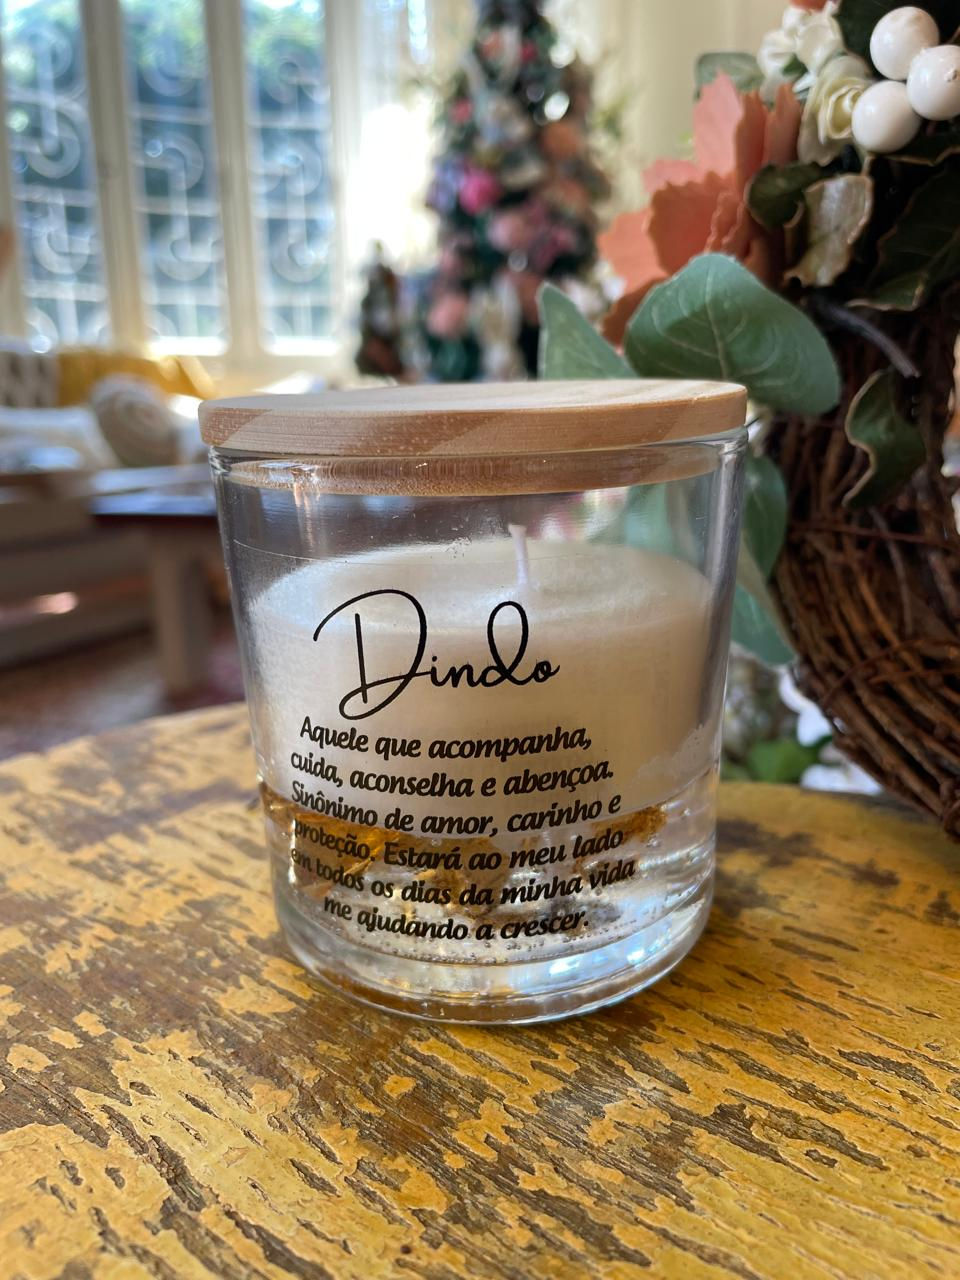 Dindo
Aquele que acompanha,
cuida, aconselha e abençoa.
Sinônimo de amor, carinho e
proteção. Estará ao meu lado
em todos os dias da minha vida
me ajudando a crescer.